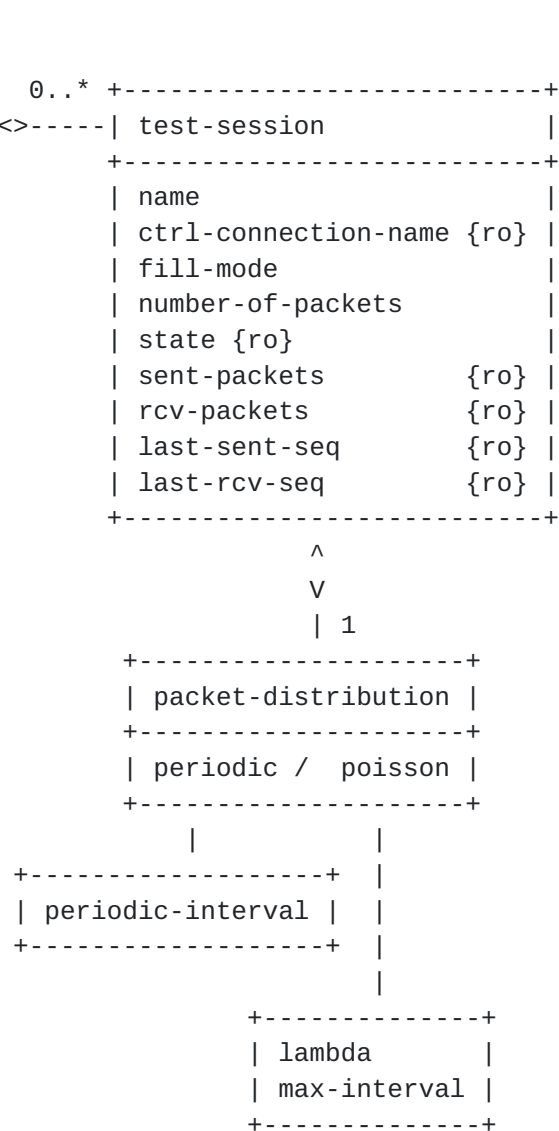 0..* +---------------------------+
<>-----| test-session              |
       +---------------------------+
       | name                      |
       | ctrl-connection-name {ro} |
       | fill-mode                 |
       | number-of-packets         |
       | state {ro}                |
       | sent-packets         {ro} |
       | rcv-packets          {ro} |
       | last-sent-seq        {ro} |
       | last-rcv-seq         {ro} |
       +---------------------------+
                    ^
                    V
                    | 1
        +---------------------+
        | packet-distribution |
        +---------------------+
        | periodic /  poisson |
        +---------------------+
            |           |
 +-------------------+  |
 | periodic-interval |  |
 +-------------------+  |
                        |
                +--------------+
                | lambda       |
                | max-interval |
                +--------------+